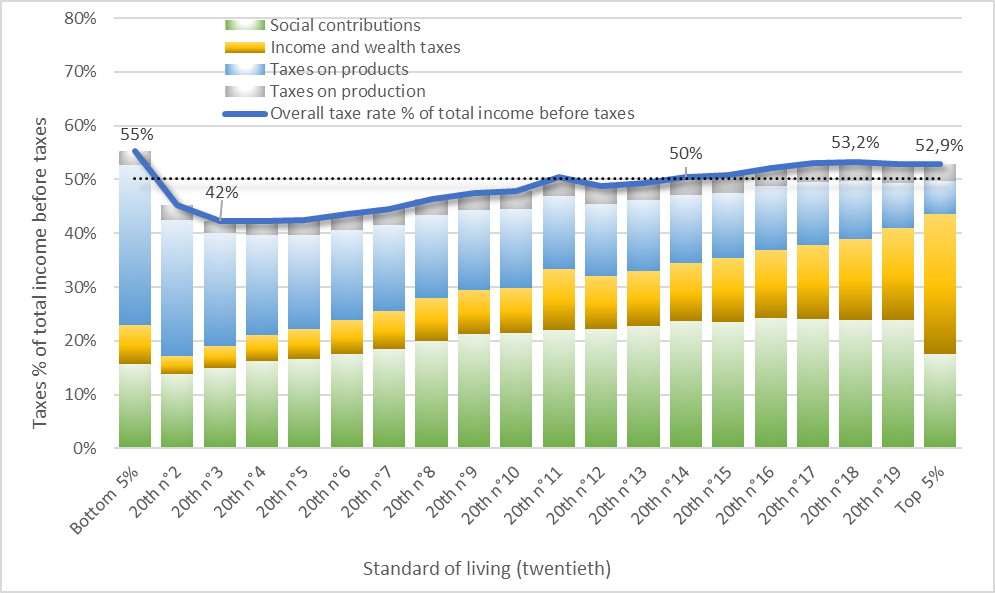 80%
70%
60%
50%
40%
30%
20%
10%
0%
Taxes % of total income before taxes
Social contributions
Income and wealth taxes
Taxes on products
Taxes on production
Overall taxe rate % of total income before taxes
55%
42%
50%
53,2%
52,9%
Bottom 5%
20th n°2
20th n°3
20th n°4
20th n°5
20th n°6
20th n°7
20th n°8
20th n°9
20th n°10
20th n°11
20th n°12
20th n°13
20th n°14
20th n°15
20th n°16
20th n°17
20th n°18
20th n°19
Top 5%
Standard of living (twentieth)